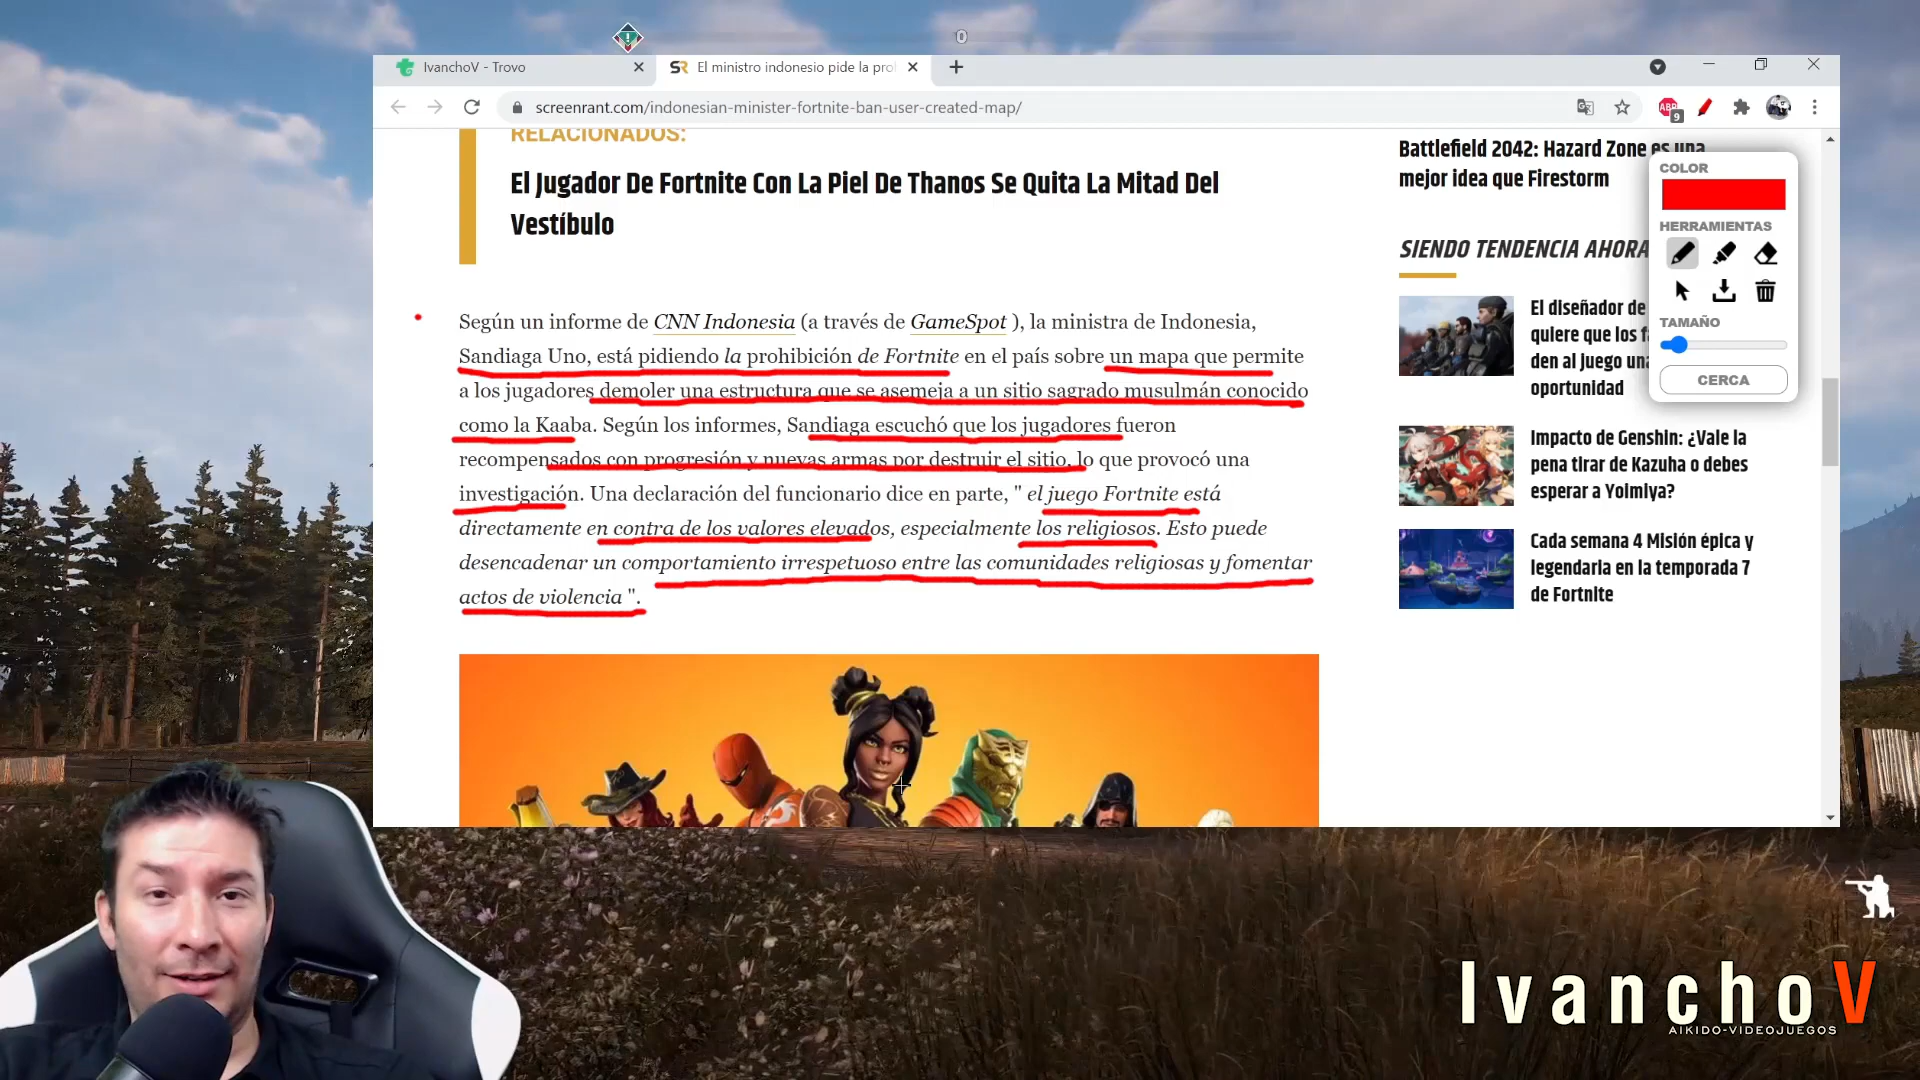 0
IvanchoV - Trovo
El ministro indonesio pide la pro
screenrant.com/indonesian-minister-fortnite-ban-user-created-map/
ABP
9
RELACIONADOS:
El Jugador De Fortnite Con La Piel De Thanos Se Quita La Mitad Del
Vestíbulo
Según un informe de CNN Indonesia (a través de GameSpot ), la ministra de Indonesia,
Sandiaga Uno, está pidiendo la prohibición de Fortnite en el país sobre un mapa que permite
a los jugadores demoler una estructura que se asemeja a un sitio sagrado musulmán conocido
como la Kaaba. Según los informes, Sandiaga escuchó que los jugadores fueron
recompensados con progresión y nuevas armas por destruir el sitio, lo que provocó una
investigación. Una declaración del funcionario dice en parte, " el juego Fortnite está
directamente en contra de los valores elevados, especialmente los religiosos. Esto puede
desencadenar un comportamiento irrespetuoso entre las comunidades religiosas y fomentar
actos de violencia ".
Battlefield 2042: Hazard Zone es una
mejor idea que Firestorm
SIENDO TENDENCIA AHORA
El diseñador de
quiere que los f
den al juego una
oportunidad
Impacto de Genshin: ¿Vale la
pena tirar de Kazuha o debes
esperar a Yoimiya?
Cada semana 4 Misión épica y
legendaria en la temporada 7
de Fortnite
COLOR
HERRAMIENTAS
TAMAÑO
CERCA
IvanchoV
AIKIDO-VIDEOJUEGOS